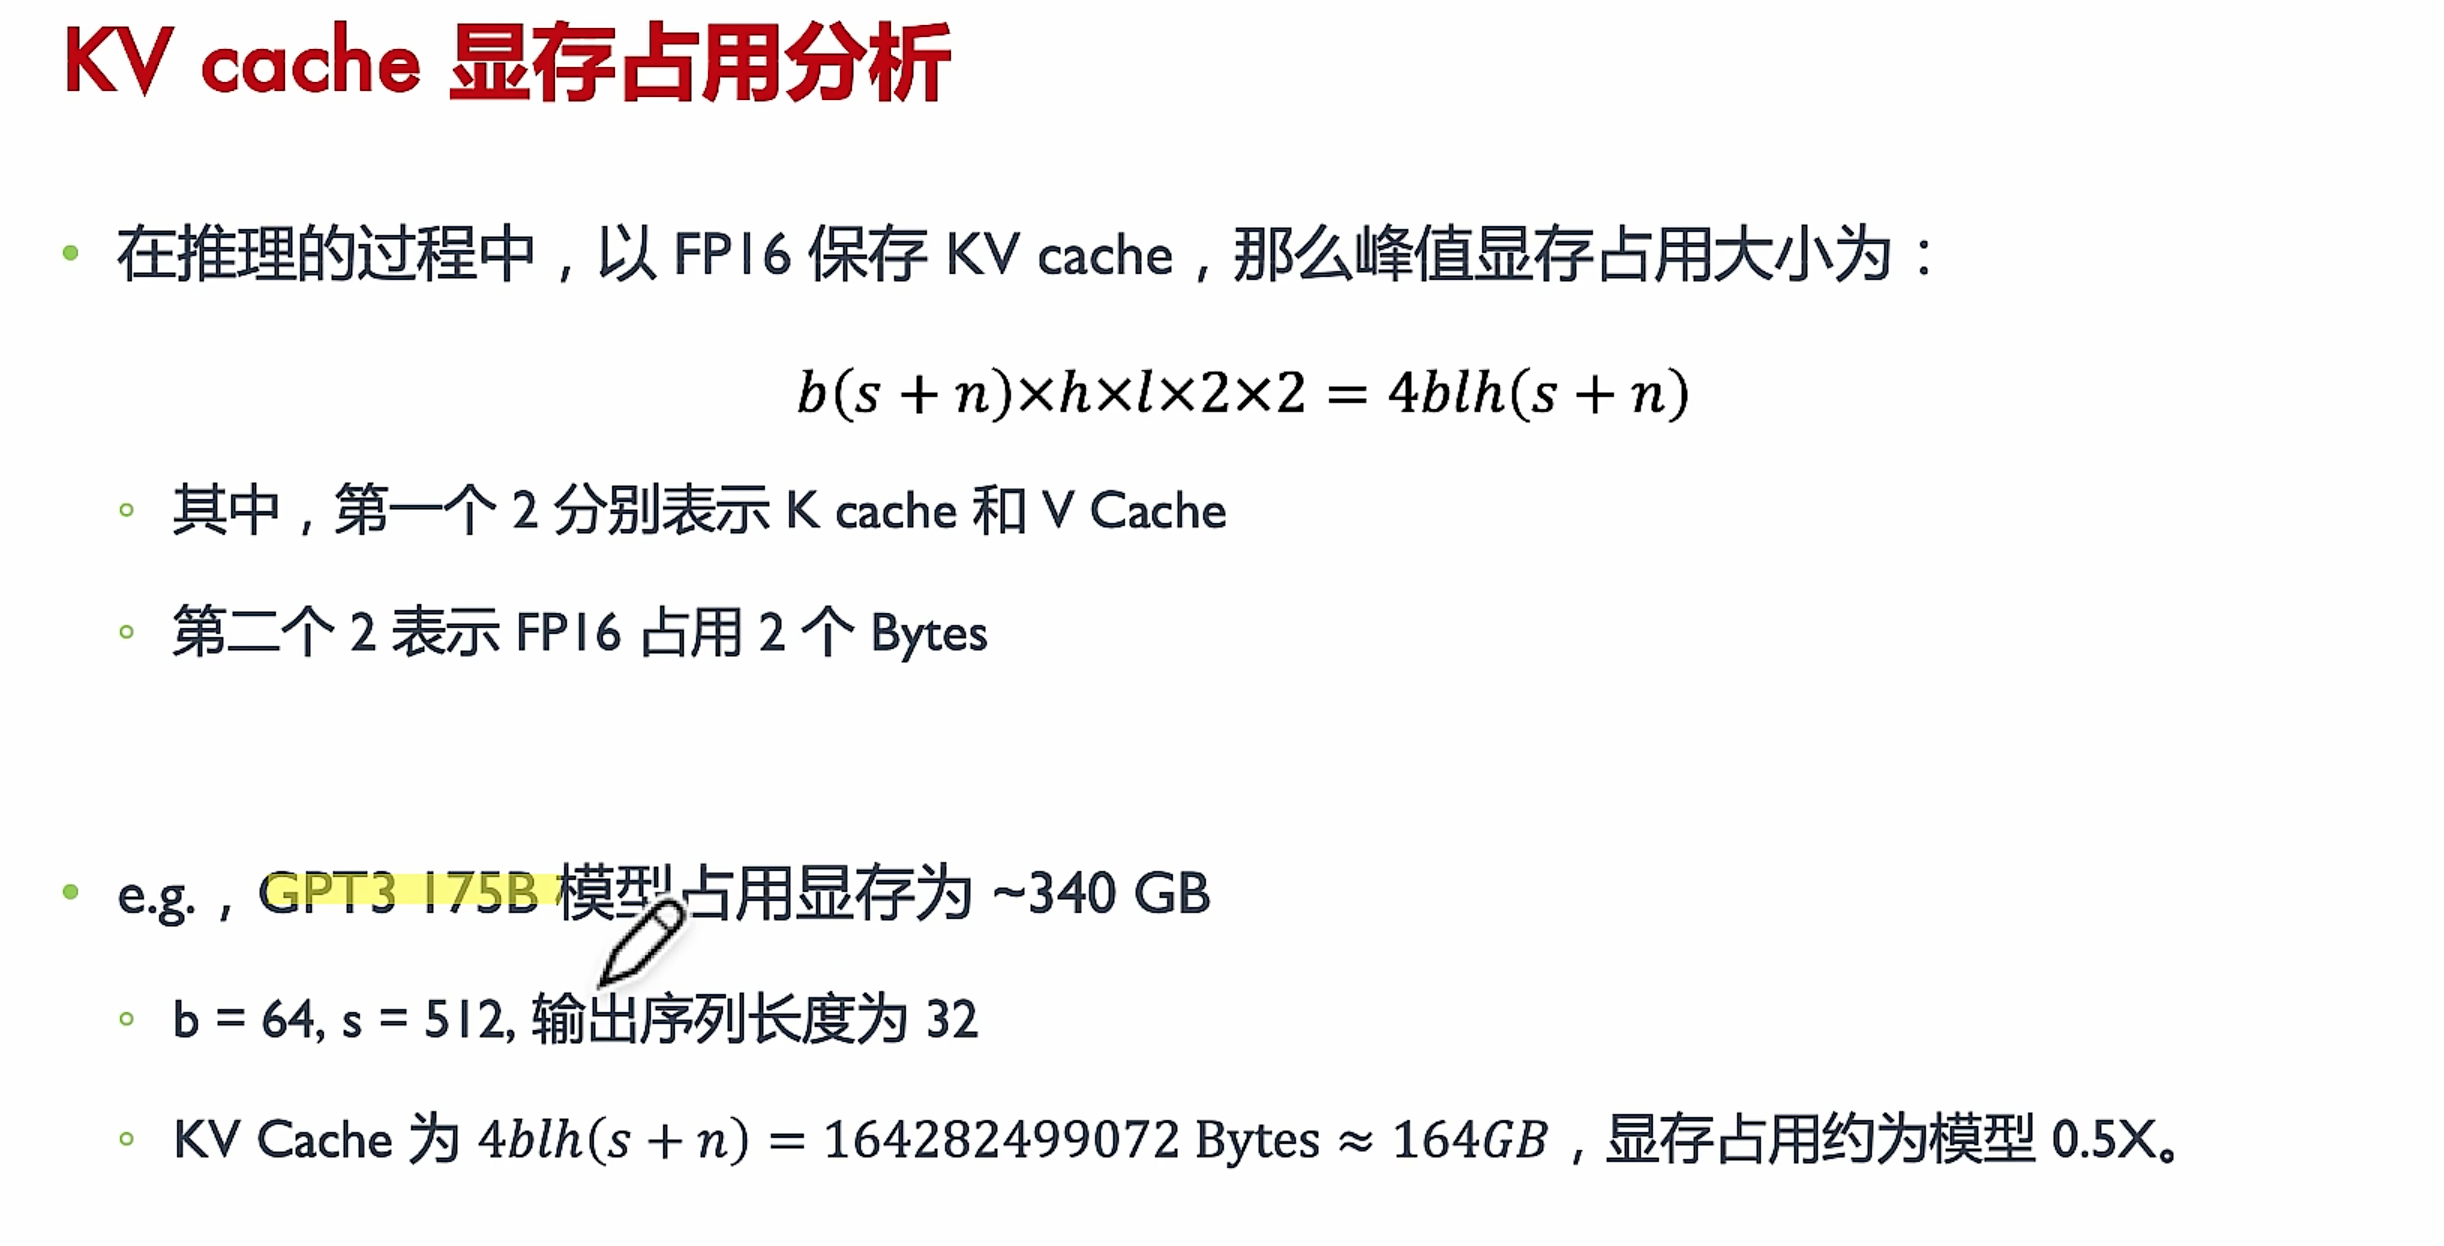 KV cache 显存占用分析
• 在推理的过程中，以 FP16 保存 KV cache，那么峰值显存占用大小为：
b(s + n)×h×l×2×2 = 4blh(s + n)
◦ 其中，第一个 2 分别表示 K cache 和 V Cache
◦ 第二个 2 表示 FP16 占用 2 个 Bytes
• e.g.，GPT3 175B 模型占用显存为 ~340 GB
◦ b = 64, s = 512, 输出序列长度为 32
◦ KV Cache 为 4blh(s + n) = 164282499072 Bytes ≈ 164GB，显存占用约为模型 0.5X。